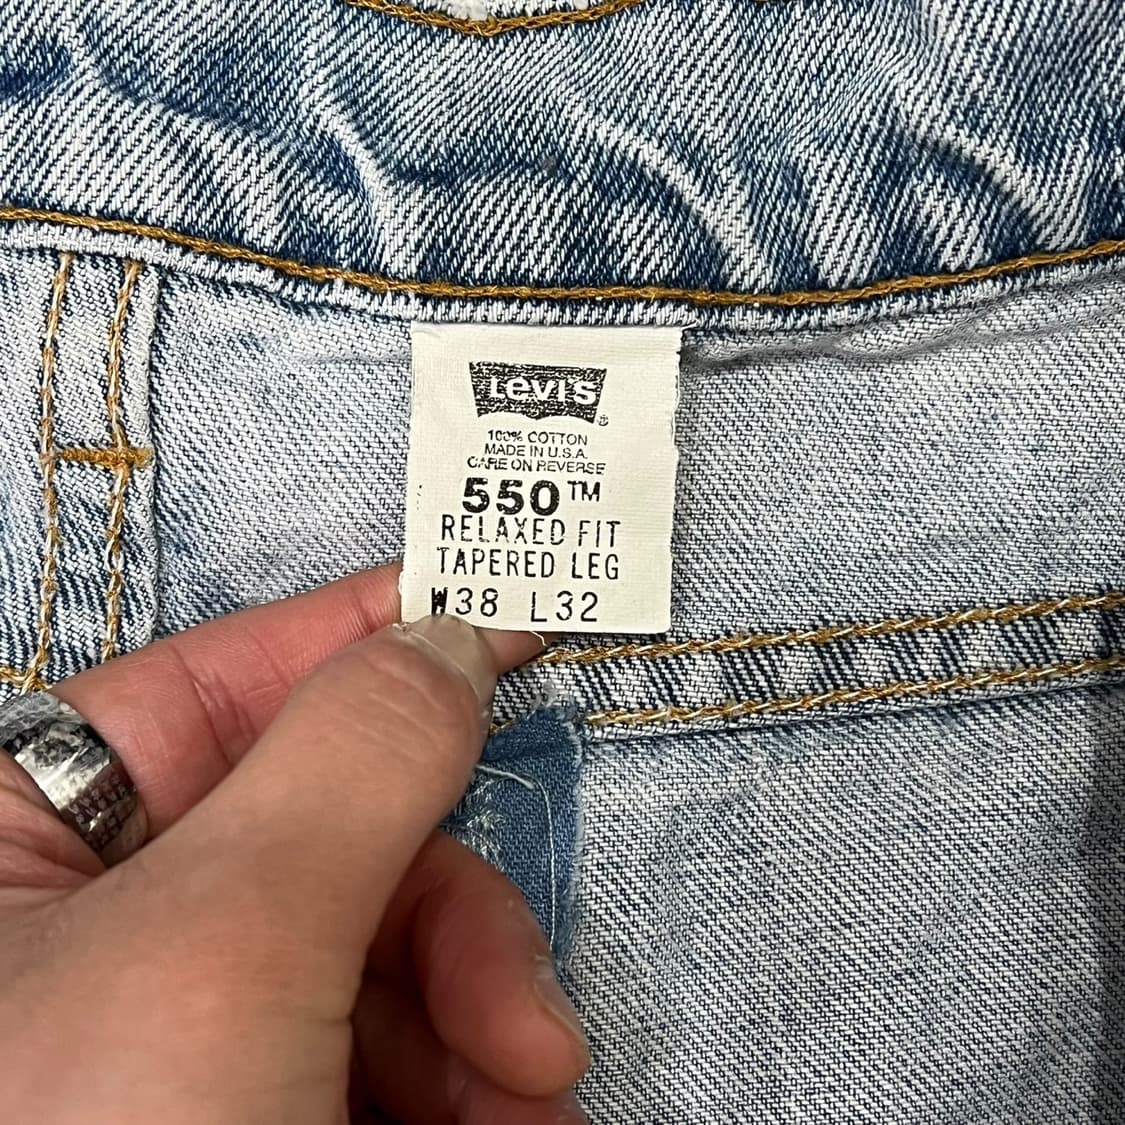 Levi's®
100% COTTON
MADE IN U.S.A.
CARE ON REVERSE
550™
RELAXED FIT
TAPERED LEG
W38 L32